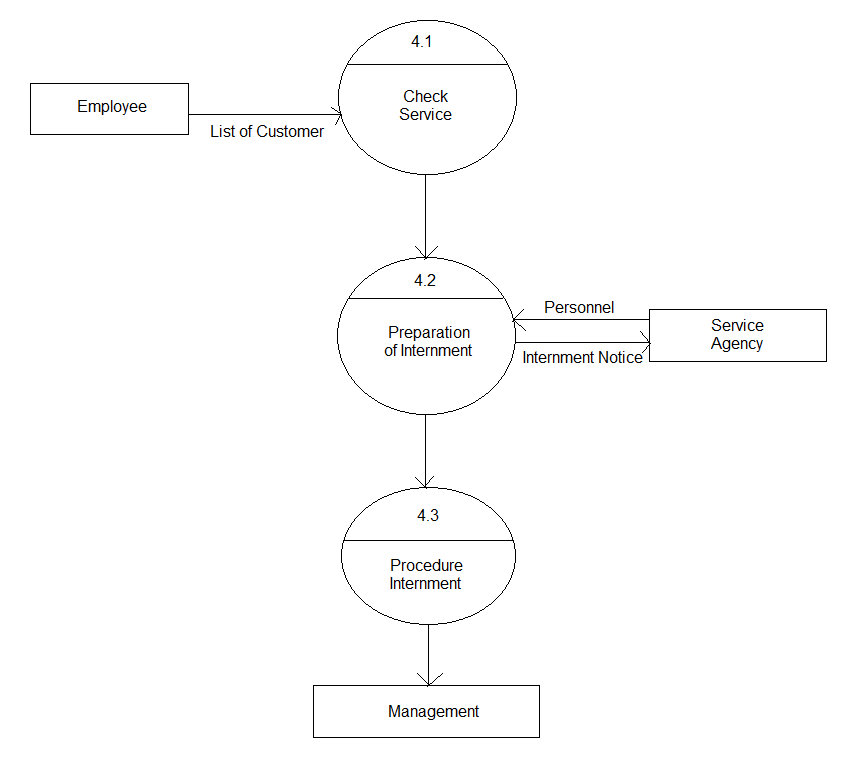 4.1
Check
Service
Employee
List of Customer
4.2
Preparation
of Internment
Personnel
Internment Notice
Service
Agency
4.3
Procedure
Internment
Management